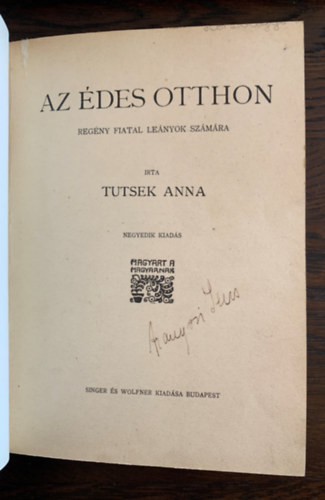 AZ ÉDES OTTHON
REGÉNY FIATAL LEÁNYOK SZÁMÁRA
IRTA
TUTSEK ANNA
NEGYEDIK KIADÁS
MAGYART A
MAGYARNAK
Aranyosi
SINGER ÉS WOLFNER KIADÁSA BUDAPEST